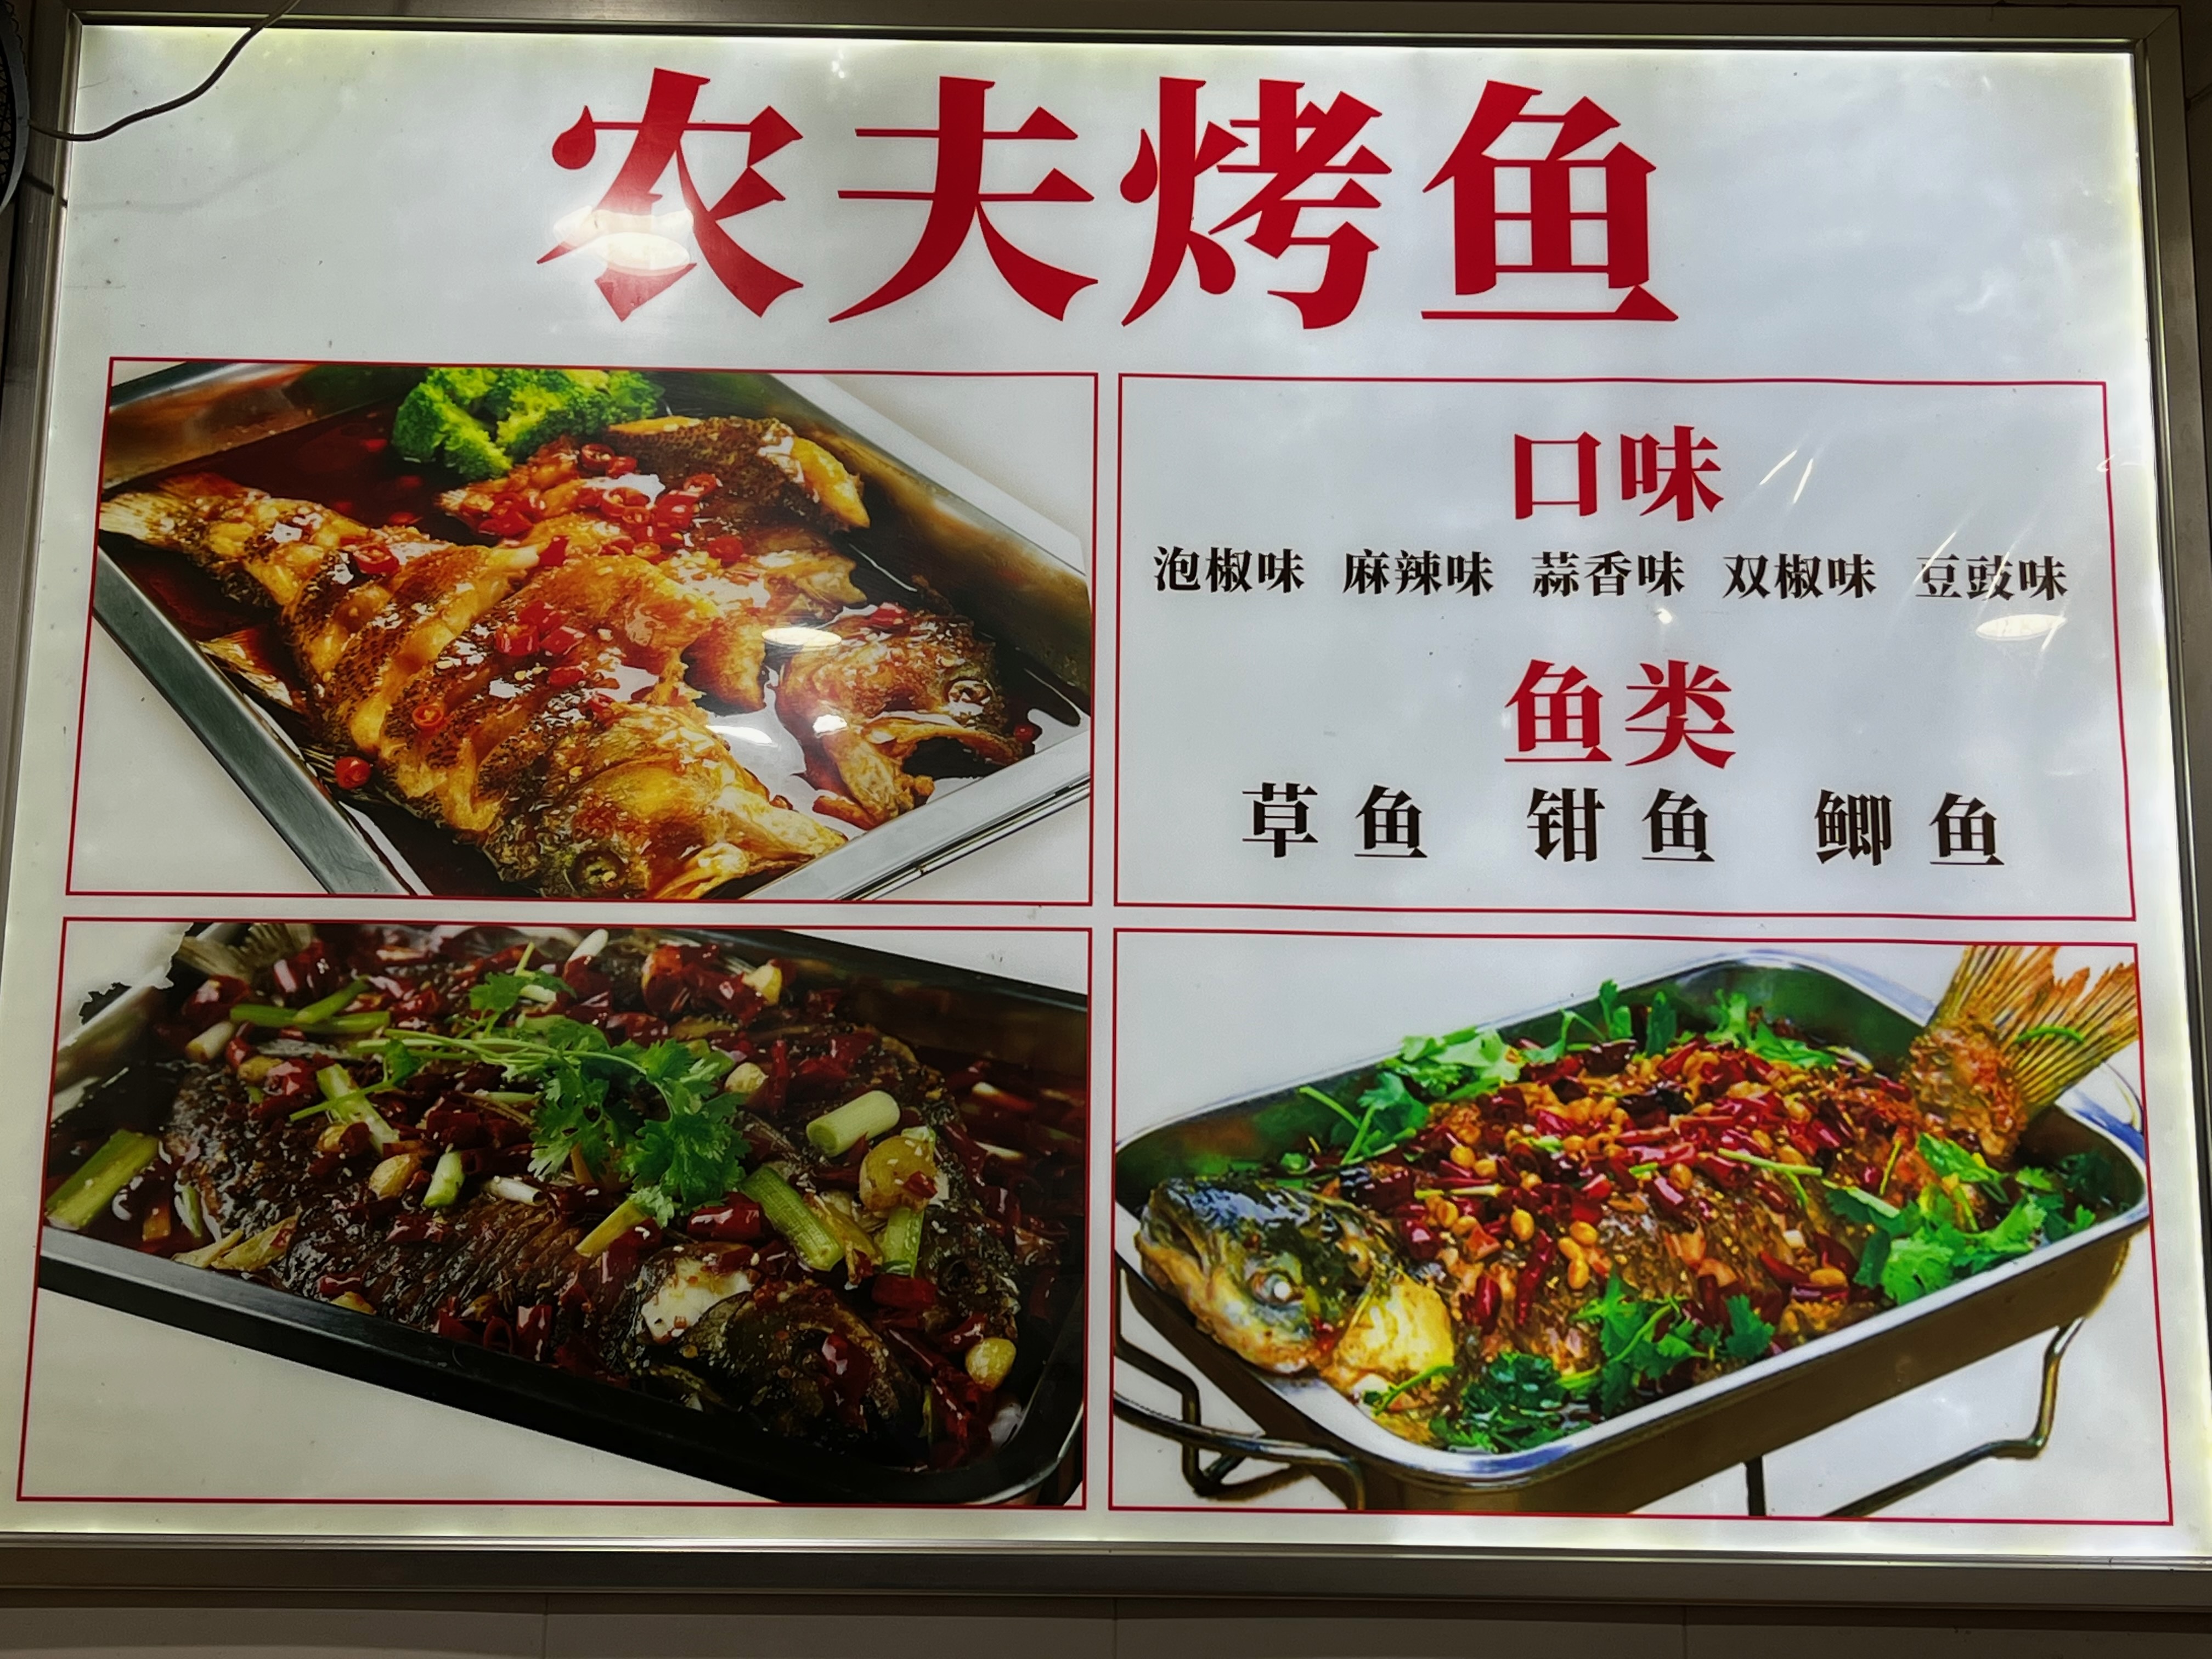 农夫烤鱼
口味
泡椒味 麻辣味 蒜香味 双椒味 豆豉味
鱼类
草鱼 钳鱼 鲫鱼